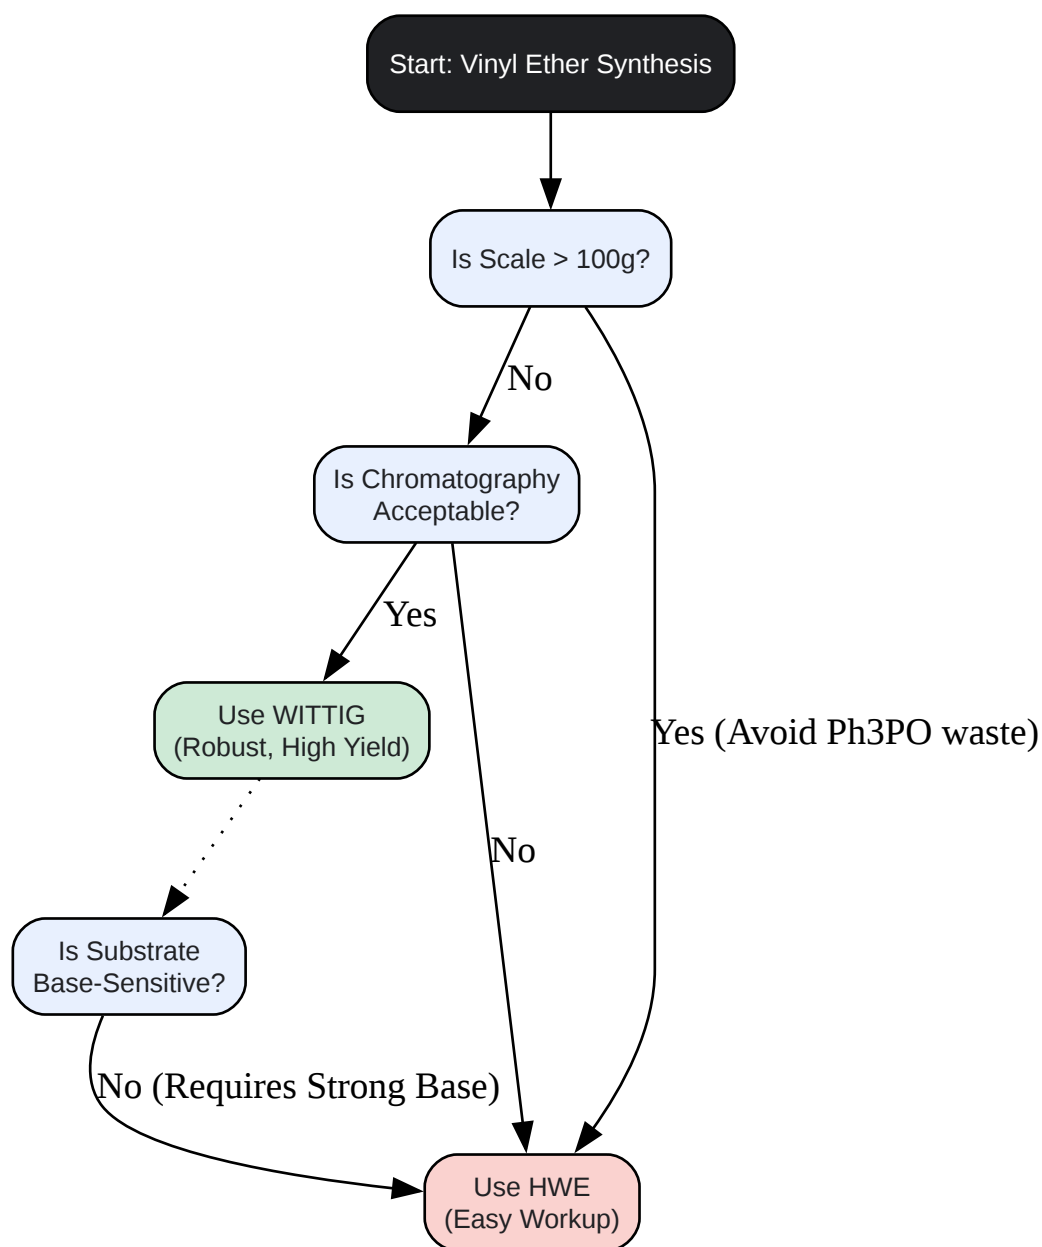 Start: Vinyl Ether Synthesis
Is Scale > 100g?
No
Is Chromatography
Acceptable?
Yes
Use WITTIG
(Robust, High Yield)
Yes (Avoid Ph3PO waste)
No
Is Substrate
Base-Sensitive?
No (Requires Strong Base)
Use HWE
(Easy Workup)